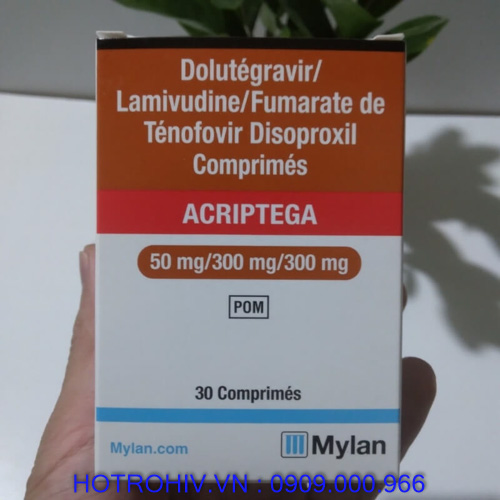 Dolutégravir/
Lamivudine/Fumarate de
Ténofovir Disoproxil
Comprimés
ACRIPTEGA
50 mg/300 mg/300 mg
POM
30 Comprimés
Mylan.com
Mylan
HOTROHIV.VN : 0909.000.966